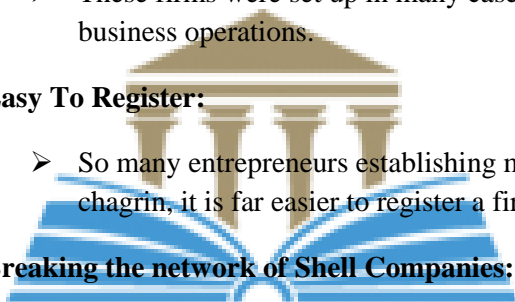 These firms were set up in many case
business operations.
asy To Register:
➢ So many entrepreneurs establishing n
chagrin, it is far easier to register a fir
reaking the network of Shell Companies: